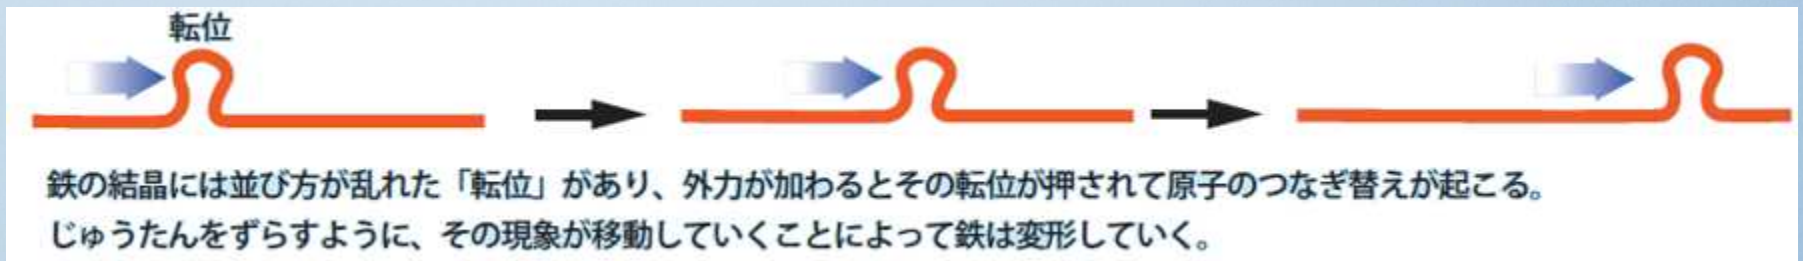 転位
鉄の結晶には並び方が乱れた「転位」があり、外力が加わるとその転位が押されて原子のつなぎ替えが起こる。
じゅうたんをずらすように、その現象が移動していくことによって鉄は変形していく。